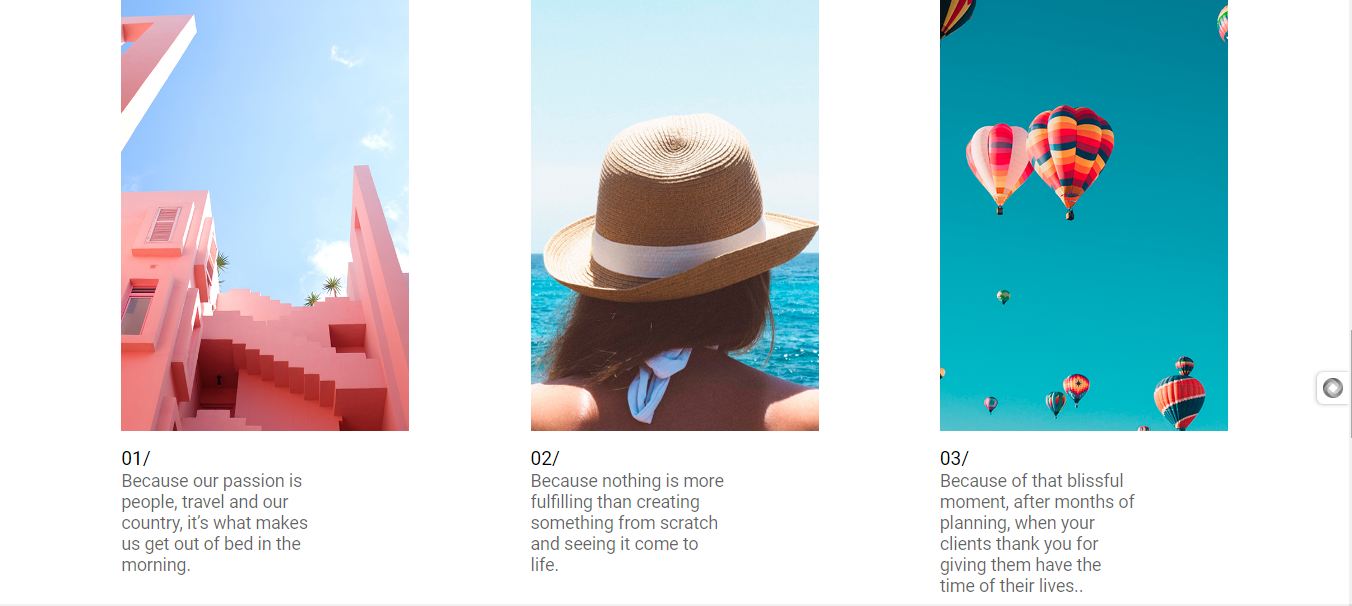 01/
Because our passion is
people, travel and our
country, it’s what makes
us get out of bed in the
morning.
02/
Because nothing is more
fulfilling than creating
something from scratch
and seeing it come to
life.
03/
Because of that blissful
moment, after months of
planning, when your
clients thank you for
giving them have the
time of their lives..